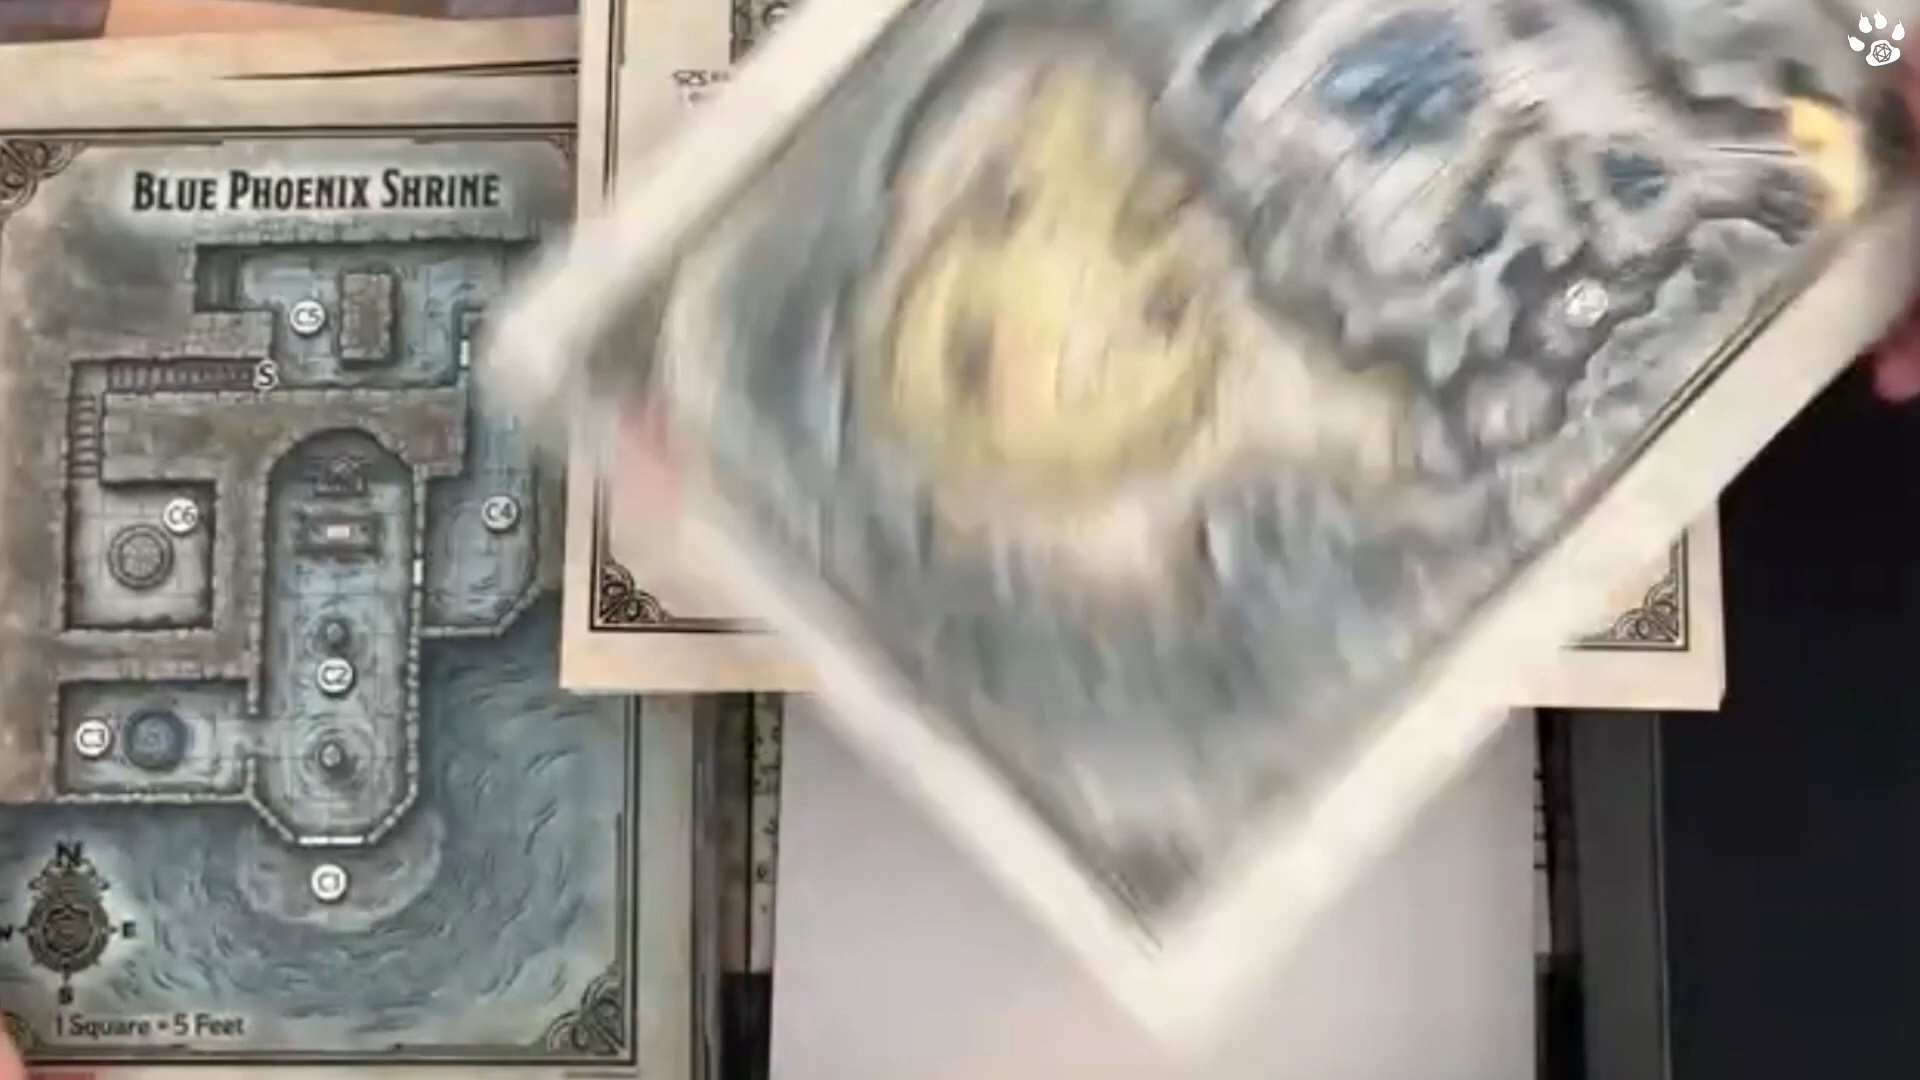 BLUE PHOENIX SHRINE
C5
S
C6
C4
C2
C3
C1
N
W
E
S
1 Square = 5 Feet